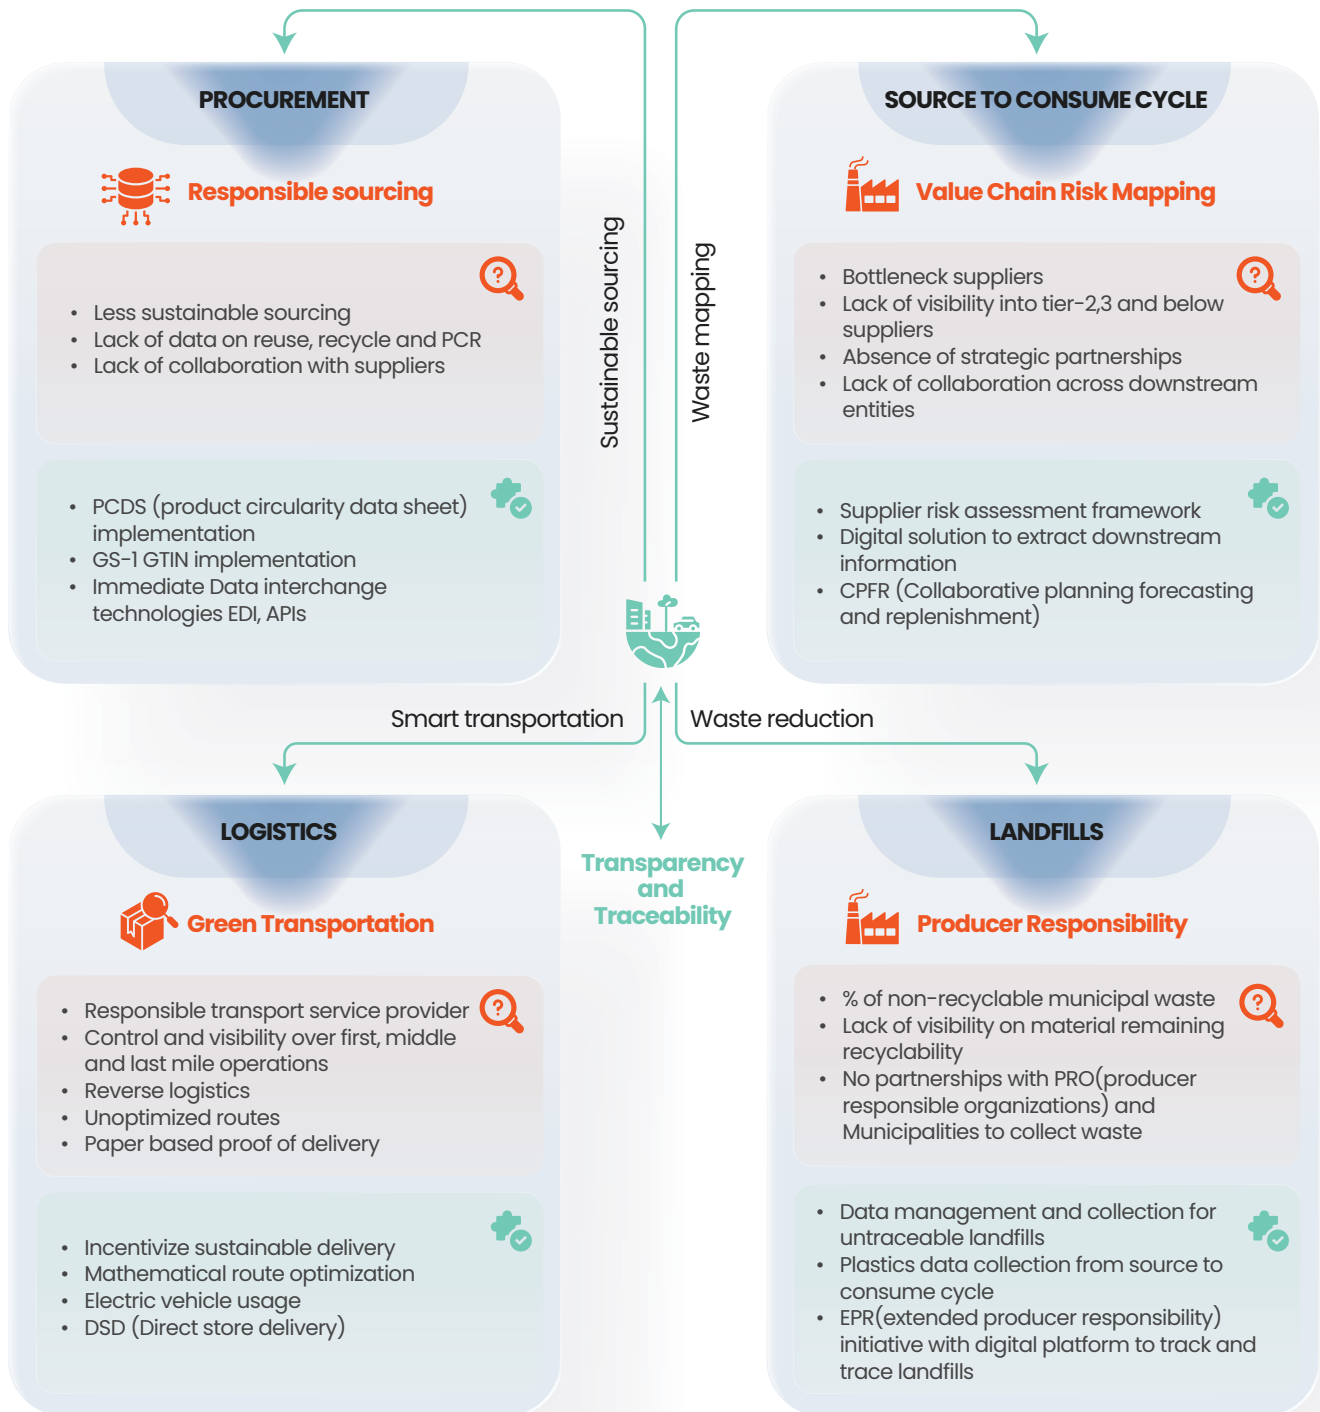 PROCUREMENT
Responsible sourcing
• Less sustainable sourcing
• Lack of data on reuse, recycle and PCR
• Lack of collaboration with suppliers
• PCDS (product circularity data sheet)
implementation
• GS-1 GTIN implementation
• Immediate Data interchange
technologies EDI, APIs
Sustainable sourcing
Waste mapping
SOURCE TO CONSUME CYCLE
Value Chain Risk Mapping
• Bottleneck suppliers
• Lack of visibility into tier-2,3 and below
suppliers
• Absence of strategic partnerships
• Lack of collaboration across downstream
entities
• Supplier risk assessment framework
• Digital solution to extract downstream
information
• CPFR (Collaborative planning forecasting
and replenishment)
Smart transportation
Waste reduction
LOGISTICS
Green Transportation
• Responsible transport service provider
• Control and visibility over first, middle
and last mile operations
• Reverse logistics
• Unoptimized routes
• Paper based proof of delivery
• Incentivize sustainable delivery
• Mathematical route optimization
• Electric vehicle usage
• DSD (Direct store delivery)
Transparency
and
Traceability
LANDFILLS
Producer Responsibility
• % of non-recyclable municipal waste
• Lack of visibility on material remaining
recyclability
• No partnerships with PRO(producer
responsible organizations) and
Municipalities to collect waste
• Data management and collection for
untraceable landfills
• Plastics data collection from source to
consume cycle
• EPR(extended producer responsibility)
initiative with digital platform to track and
trace landfills